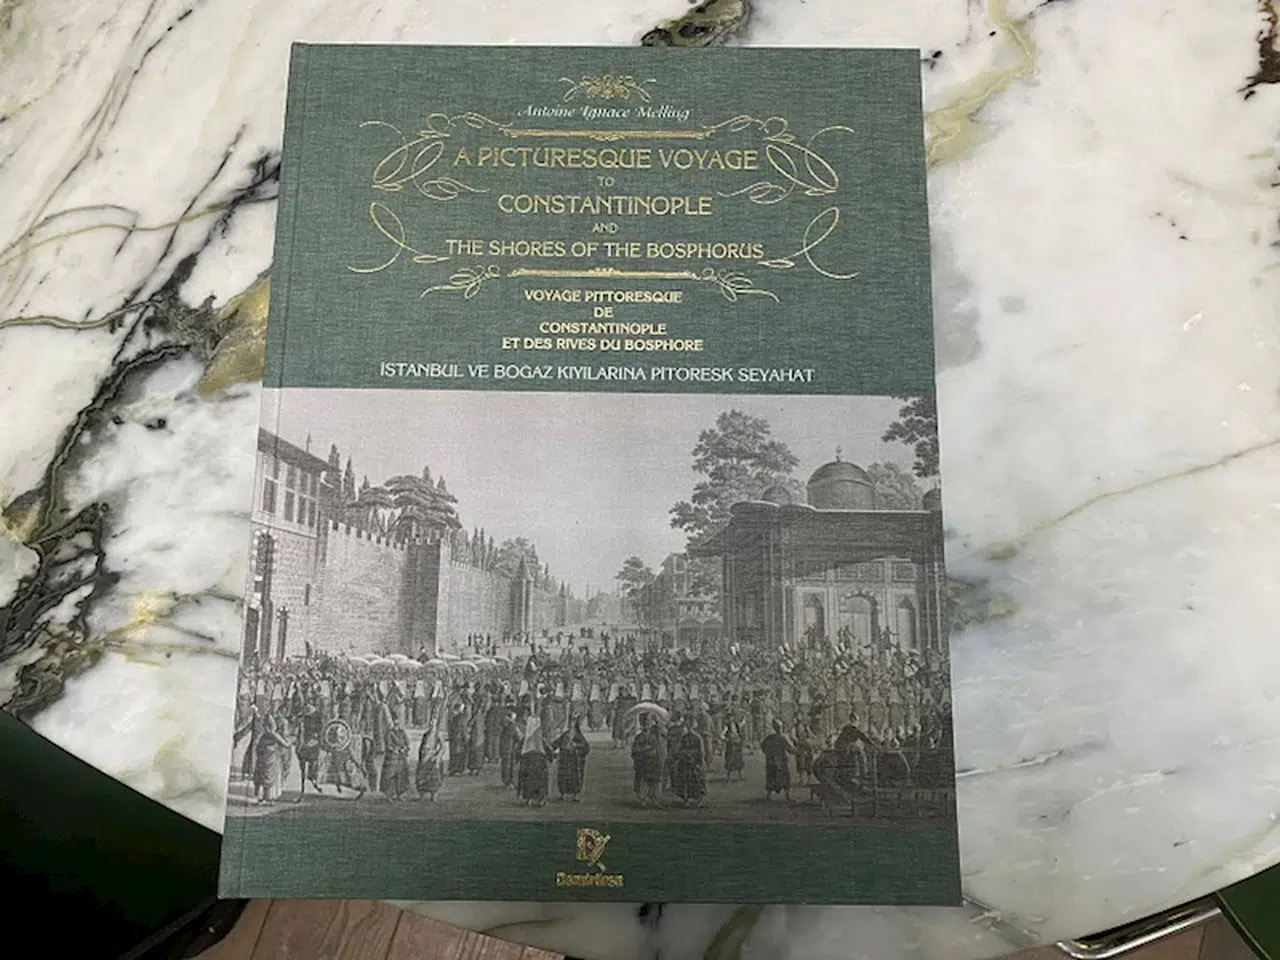 Antoine Ignace Melling
A PICTURESQUE VOYAGE
TO
CONSTANTINOPLE
AND
THE SHORES OF THE BOSPHORUS
VOYAGE PITTORESQUE
DE
CONSTANTINOPLE
ET DES RIVES DU BOSPHORE
İSTANBUL VE BOGAZ KIYILARINA PİTORESK SEYAHAT
Demirören